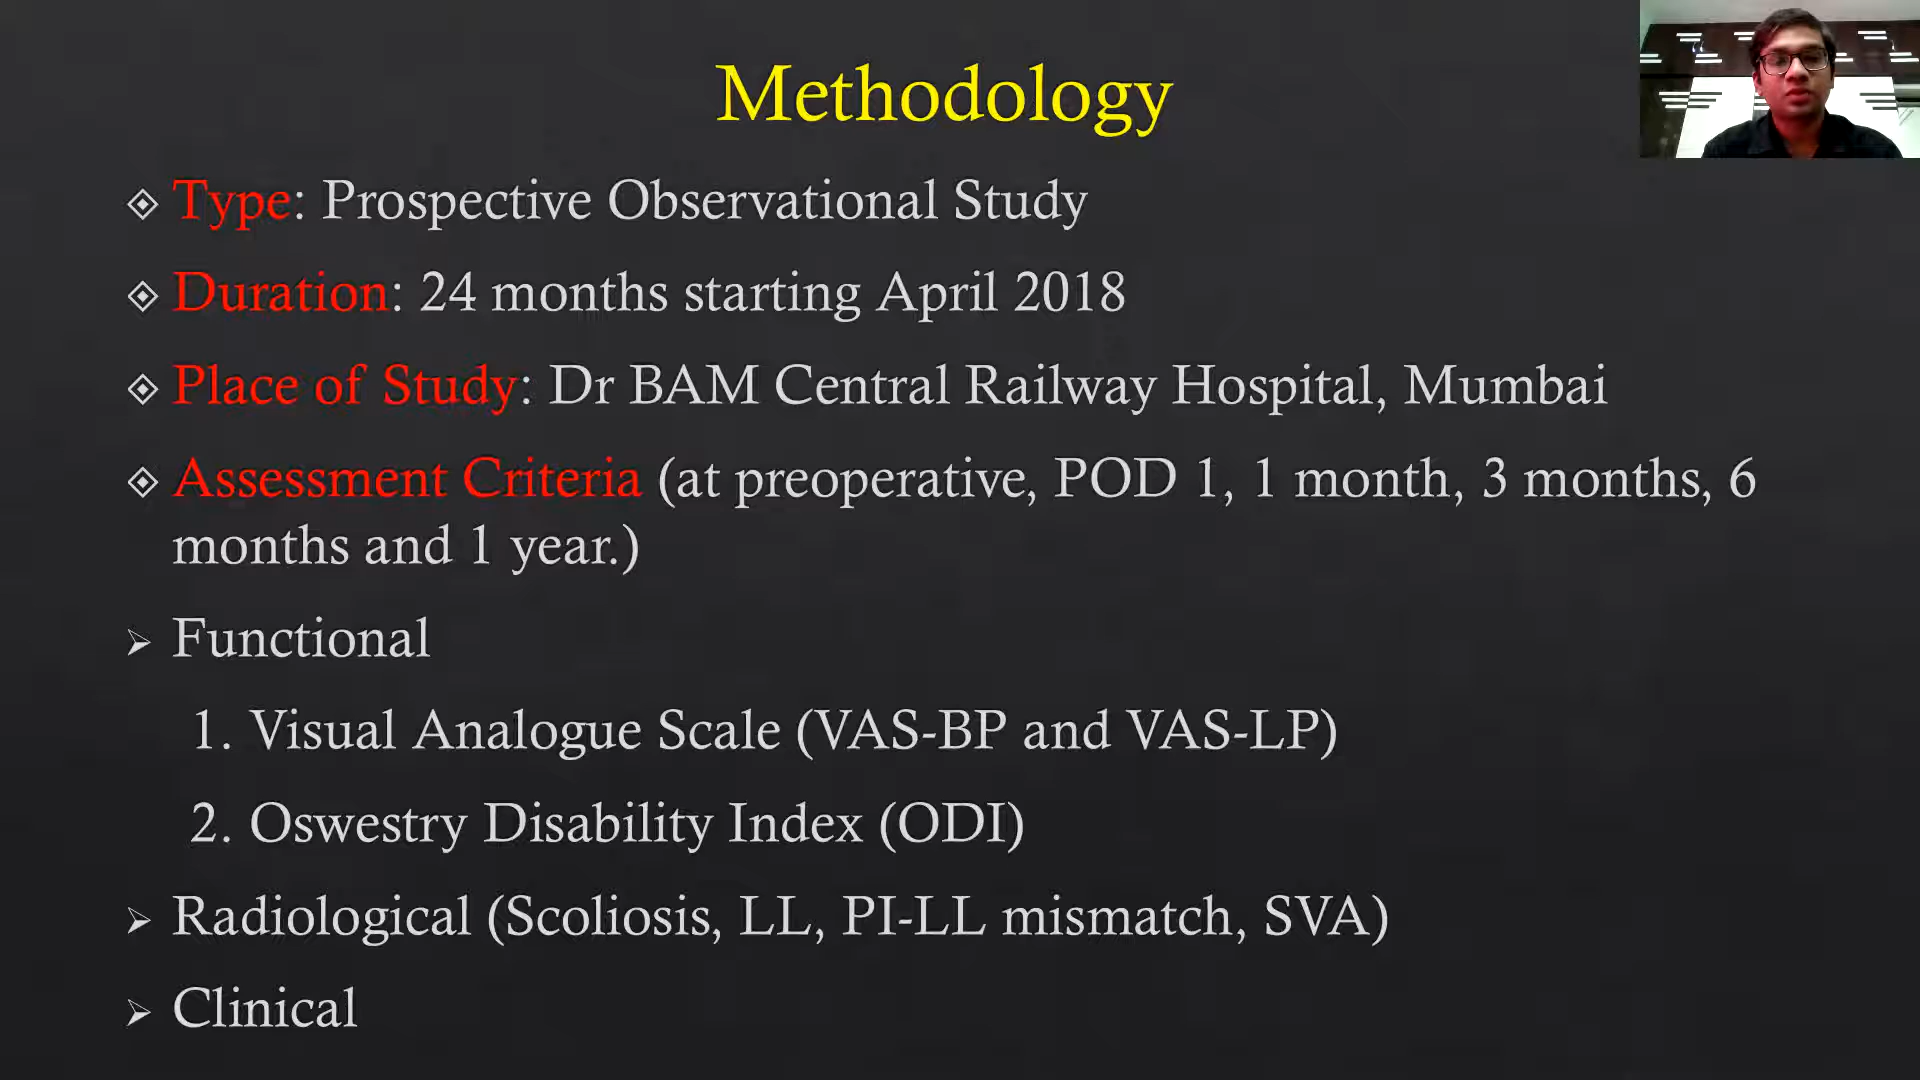 Methodology
Type: Prospective Observational Study
Duration: 24 months starting April 2018
Place of Study: Dr BAM Central Railway Hospital, Mumbai
Assessment Criteria (at preoperative, POD 1, 1 month, 3 months, 6
months and 1 year.)
Functional
1. Visual Analogue Scale (VAS-BP and VAS-LP)
2. Oswestry Disability Index (ODI)
Radiological (Scoliosis, LL, PI-LL mismatch, SVA)
Clinical